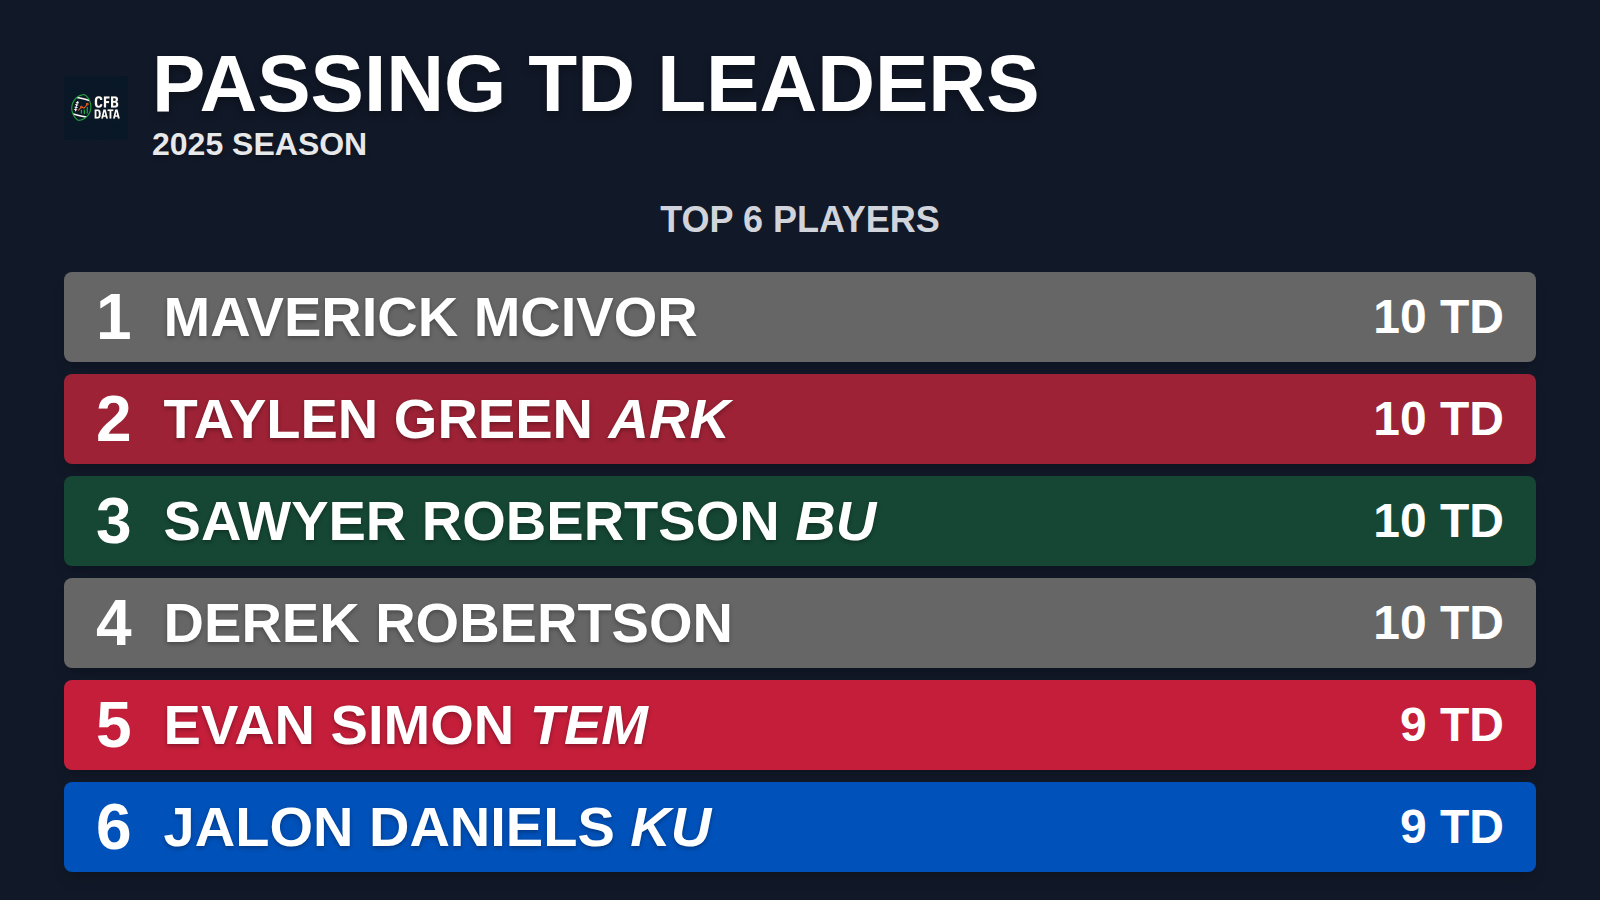 CFB
DATA
PASSING TD LEADERS
2025 SEASON
TOP 6 PLAYERS
1 MAVERICK MCIVOR 10 TD
2 TAYLEN GREEN ARK 10 TD
3 SAWYER ROBERTSON BU 10 TD
4 DEREK ROBERTSON 10 TD
5 EVAN SIMON TEM 9 TD
6 JALON DANIELS KU 9 TD